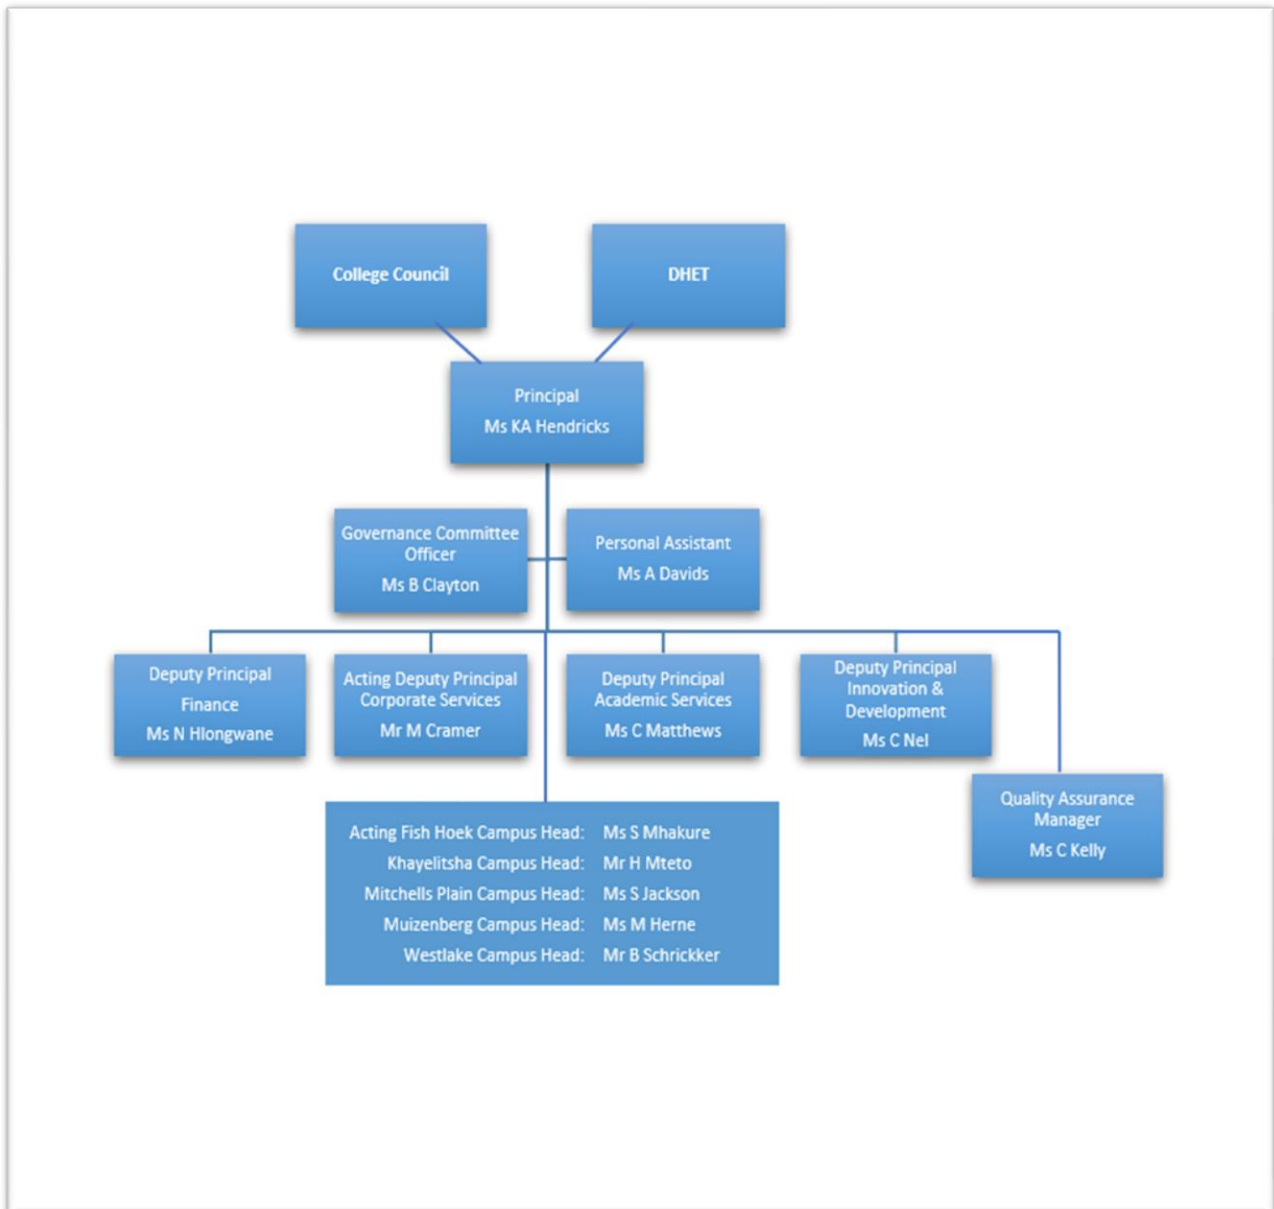 College Council
DHET
Principal
Ms KA Hendricks
Governance Committee
Officer
Ms B Clayton
Personal Assistant
Ms A Davids
Deputy Principal
Finance
Ms N Hlongwane
Acting Deputy Principal
Corporate Services
Mr M Cramer
Deputy Principal
Academic Services
Ms C Matthews
Deputy Principal
Innovation &
Development
Ms C Nel
Quality Assurance
Manager
Ms C Kelly
Acting Fish Hoek Campus Head: Ms S Mhakure
Khayelitsha Campus Head: Mr H Mteto
Mitchells Plain Campus Head: Ms S Jackson
Muizenberg Campus Head: Ms M Herne
Westlake Campus Head: Mr B Schrickker